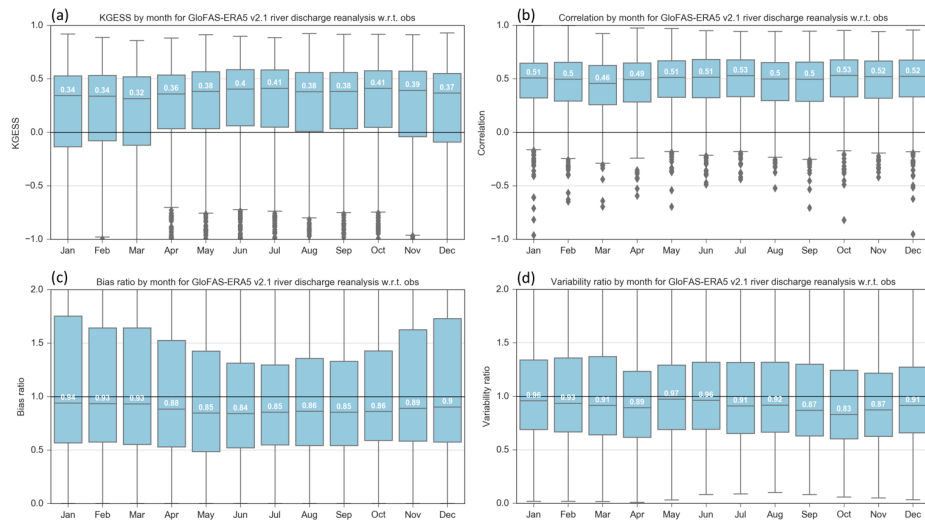 (a)
KGESS by month for GloFAS-ERA5 v2.1 river discharge reanalysis w.r.t. obs
1.0
0.5
0.0
−0.5
−1.0
KGESS
0.34 0.34 0.32 0.36 0.38 0.4 0.41 0.38 0.38 0.41 0.39 0.37
Jan Feb Mar Apr May Jun Jul Aug Sep Oct Nov Dec
(b)
Correlation by month for GloFAS-ERA5 v2.1 river discharge reanalysis w.r.t. obs
1.0
0.5
0.0
−0.5
−1.0
Correlation
0.51 0.5 0.46 0.49 0.51 0.51 0.53 0.5 0.5 0.53 0.52 0.52
Jan Feb Mar Apr May Jun Jul Aug Sep Oct Nov Dec
(c)
Bias ratio by month for GloFAS-ERA5 v2.1 river discharge reanalysis w.r.t. obs
2.0
1.5
1.0
0.5
0.0
Bias ratio
0.94 0.93 0.93 0.88 0.85 0.84 0.85 0.86 0.85 0.86 0.89 0.9
Jan Feb Mar Apr May Jun Jul Aug Sep Oct Nov Dec
(d)
Variability ratio by month for GloFAS-ERA5 v2.1 river discharge reanalysis w.r.t. obs
2.0
1.5
1.0
0.5
0.0
Variability ratio
0.96 0.93 0.91 0.89 0.97 0.96 0.91 0.92 0.87 0.83 0.87 0.91
Jan Feb Mar Apr May Jun Jul Aug Sep Oct Nov Dec